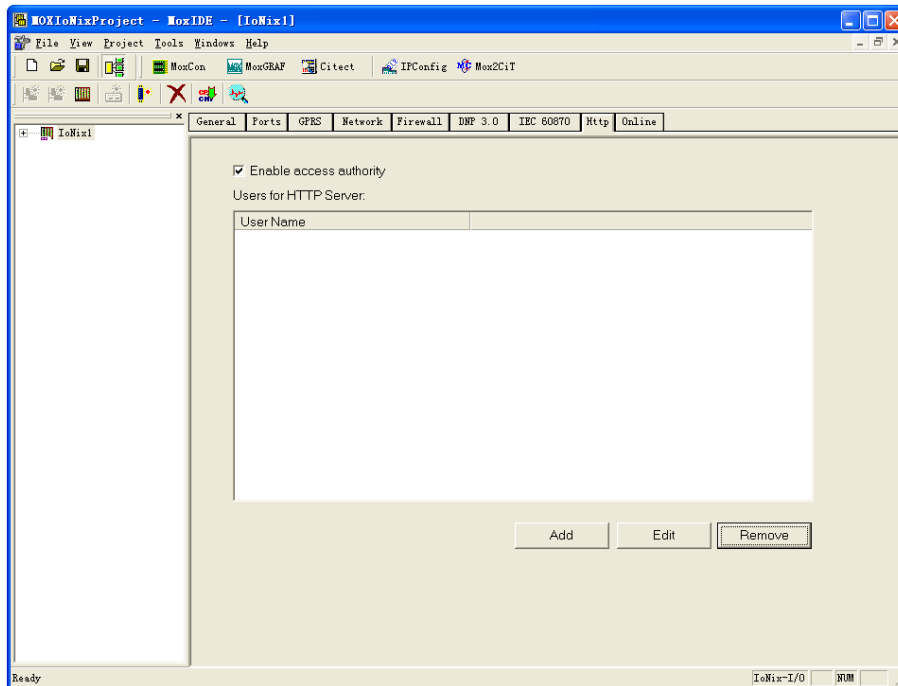 MOXIoNixProject - MoxIDE - [IoNix1]
File View Project Tools Windows Help
MoxCon MoxGRAF Citect IPConfig Mox2CiT
IoNix1
General Ports GPRS Network Firewall DNP 3.0 IEC 60870 Http Online
Enable access authority
Users for HTTP Server:
User Name
Add Edit Remove
Ready IoNix-I/O NUM